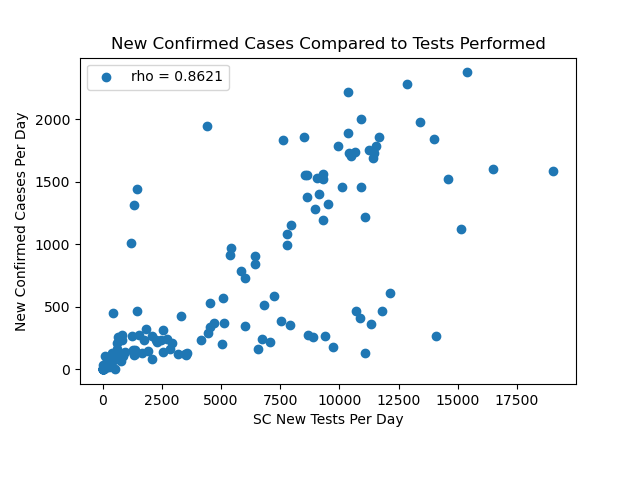 New Confirmed Cases Compared to Tests Performed
rho = 0.8621
New Confirmed Caeses Per Day
2000
1500
1000
500
0
0 2500 5000 7500 10000 12500 15000 17500
SC New Tests Per Day